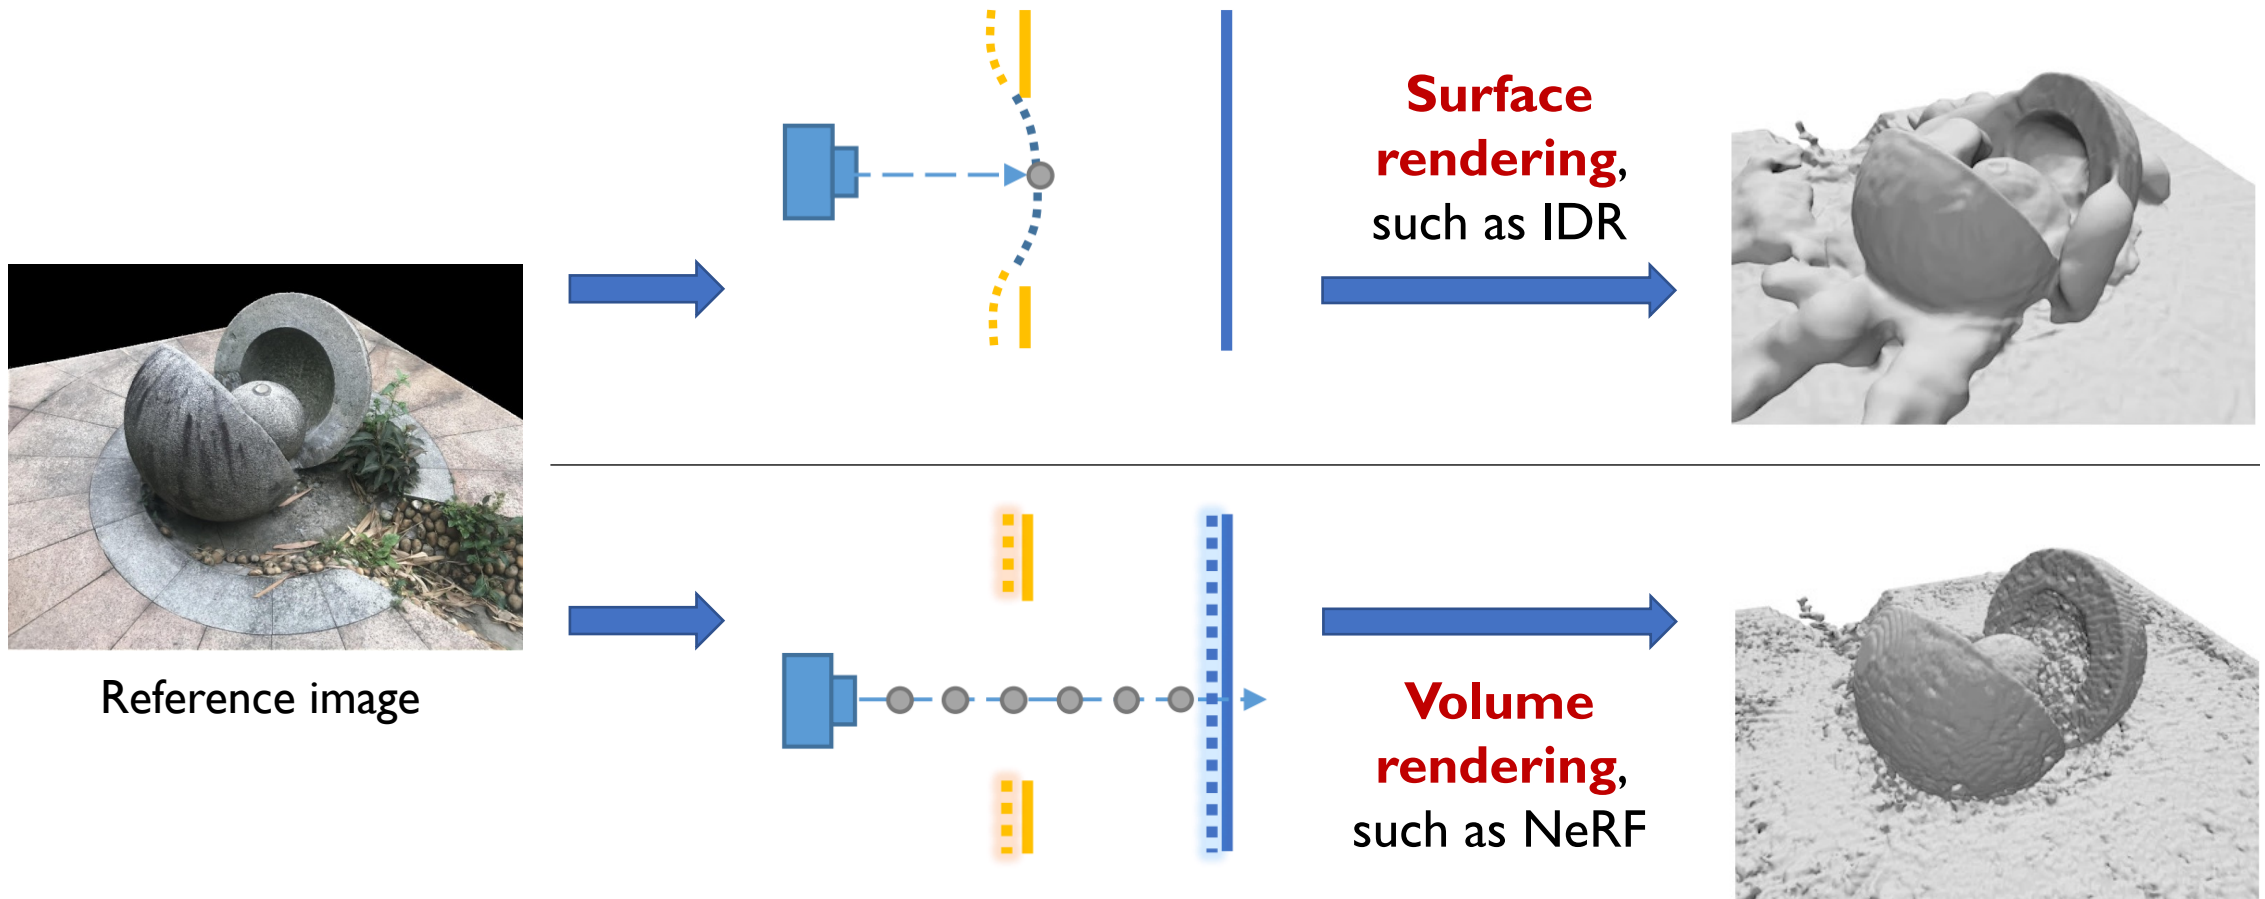 Surface
rendering,
such as IDR
Reference image
Volume
rendering,
such as NeRF